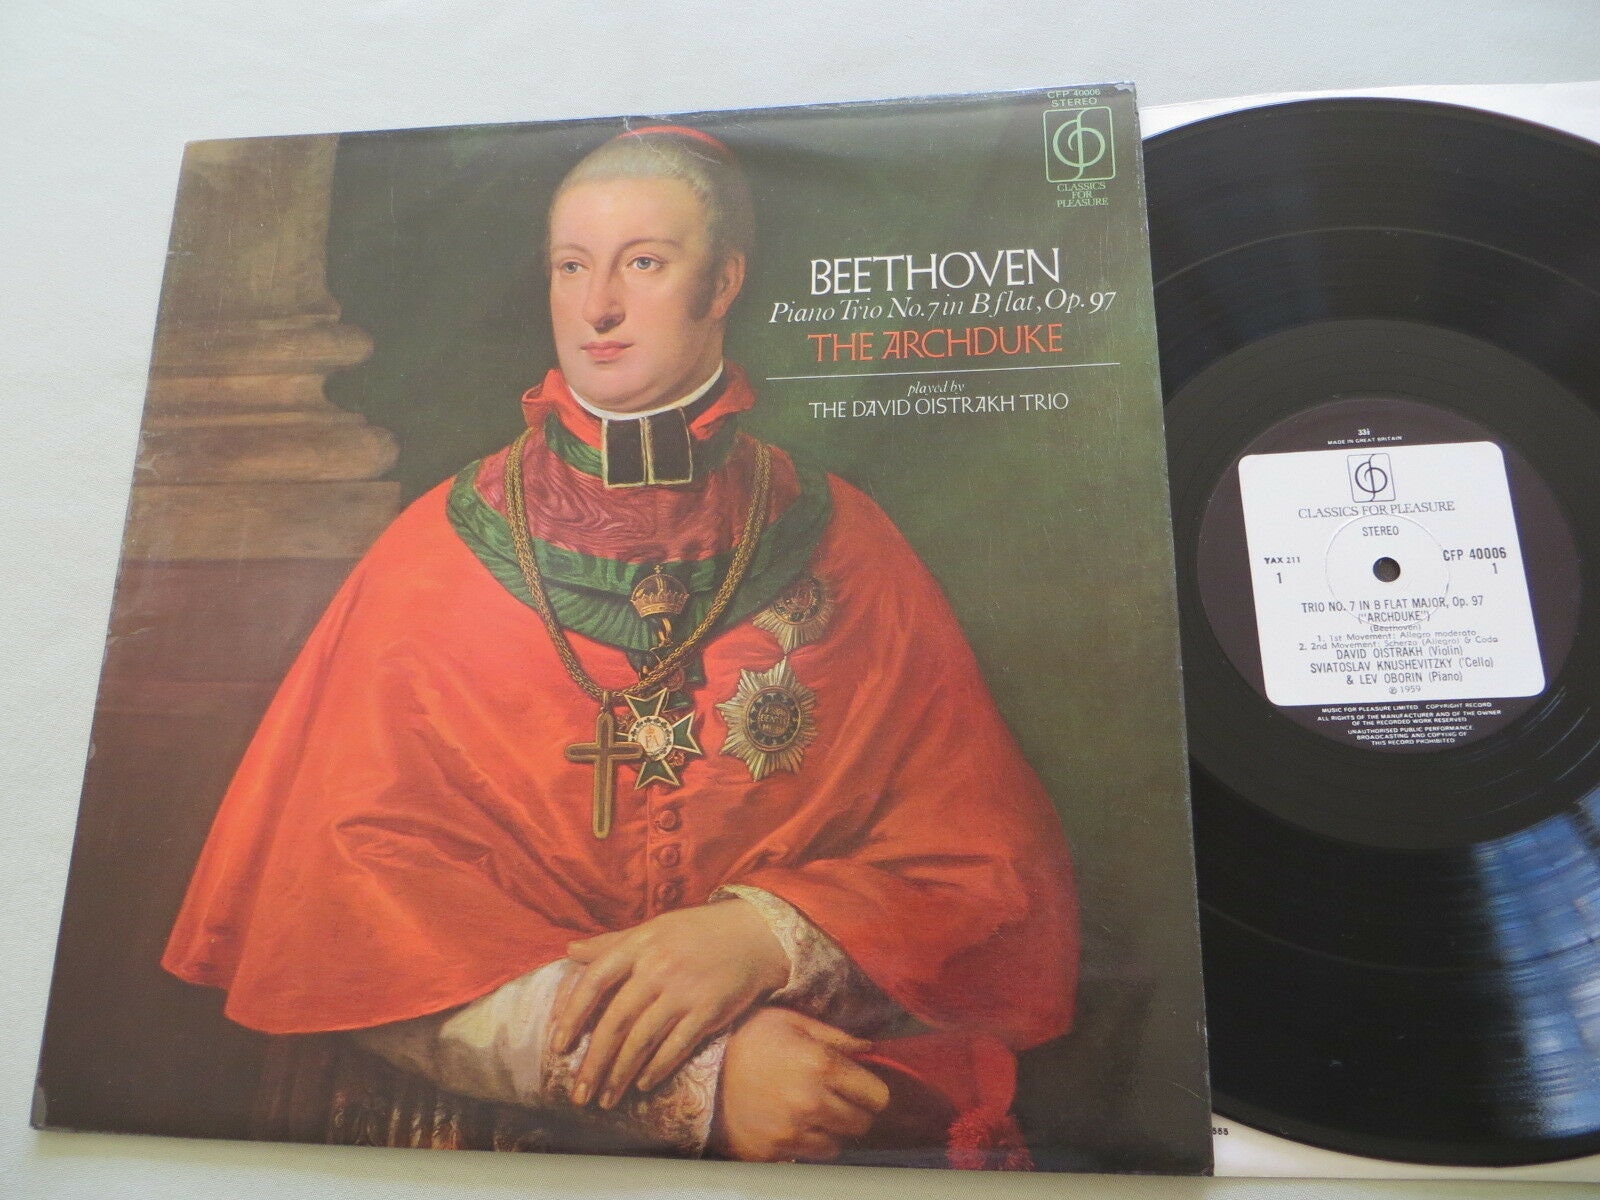 CFP 40006
STEREO
CLASSICS
FOR
PLEASURE
BEETHOVEN
Piano Trio No.7 in B flat, Op. 97
THE ARCHDUKE
played by
THE DAVID OISTRAKH TRIO
33⅓
MADE IN GREAT BRITAIN
CLASSICS FOR PLEASURE
STEREO
YAX 211
CFP 40006
1
1
TRIO NO. 7 IN B FLAT MAJOR, Op. 97
("ARCHDUKE")
(Beethoven)
1. 1st Movement: Allegro moderato
2. 2nd Movement: Scherzo (Allegro) & Coda
DAVID OISTRAKH (Violin)
SVIATOSLAV KNUSHEVITZKY ('Cello)
& LEV OBORIN (Piano)
℗ 1959
MUSIC FOR PLEASURE LIMITED. COPYRIGHT RECORD
ALL RIGHTS OF THE MANUFACTURER AND OF THE OWNER
OF THE RECORDED WORK RESERVED
UNAUTHORISED PUBLIC PERFORMANCE,
BROADCASTING AND COPYING OF
THIS RECORD PROHIBITED